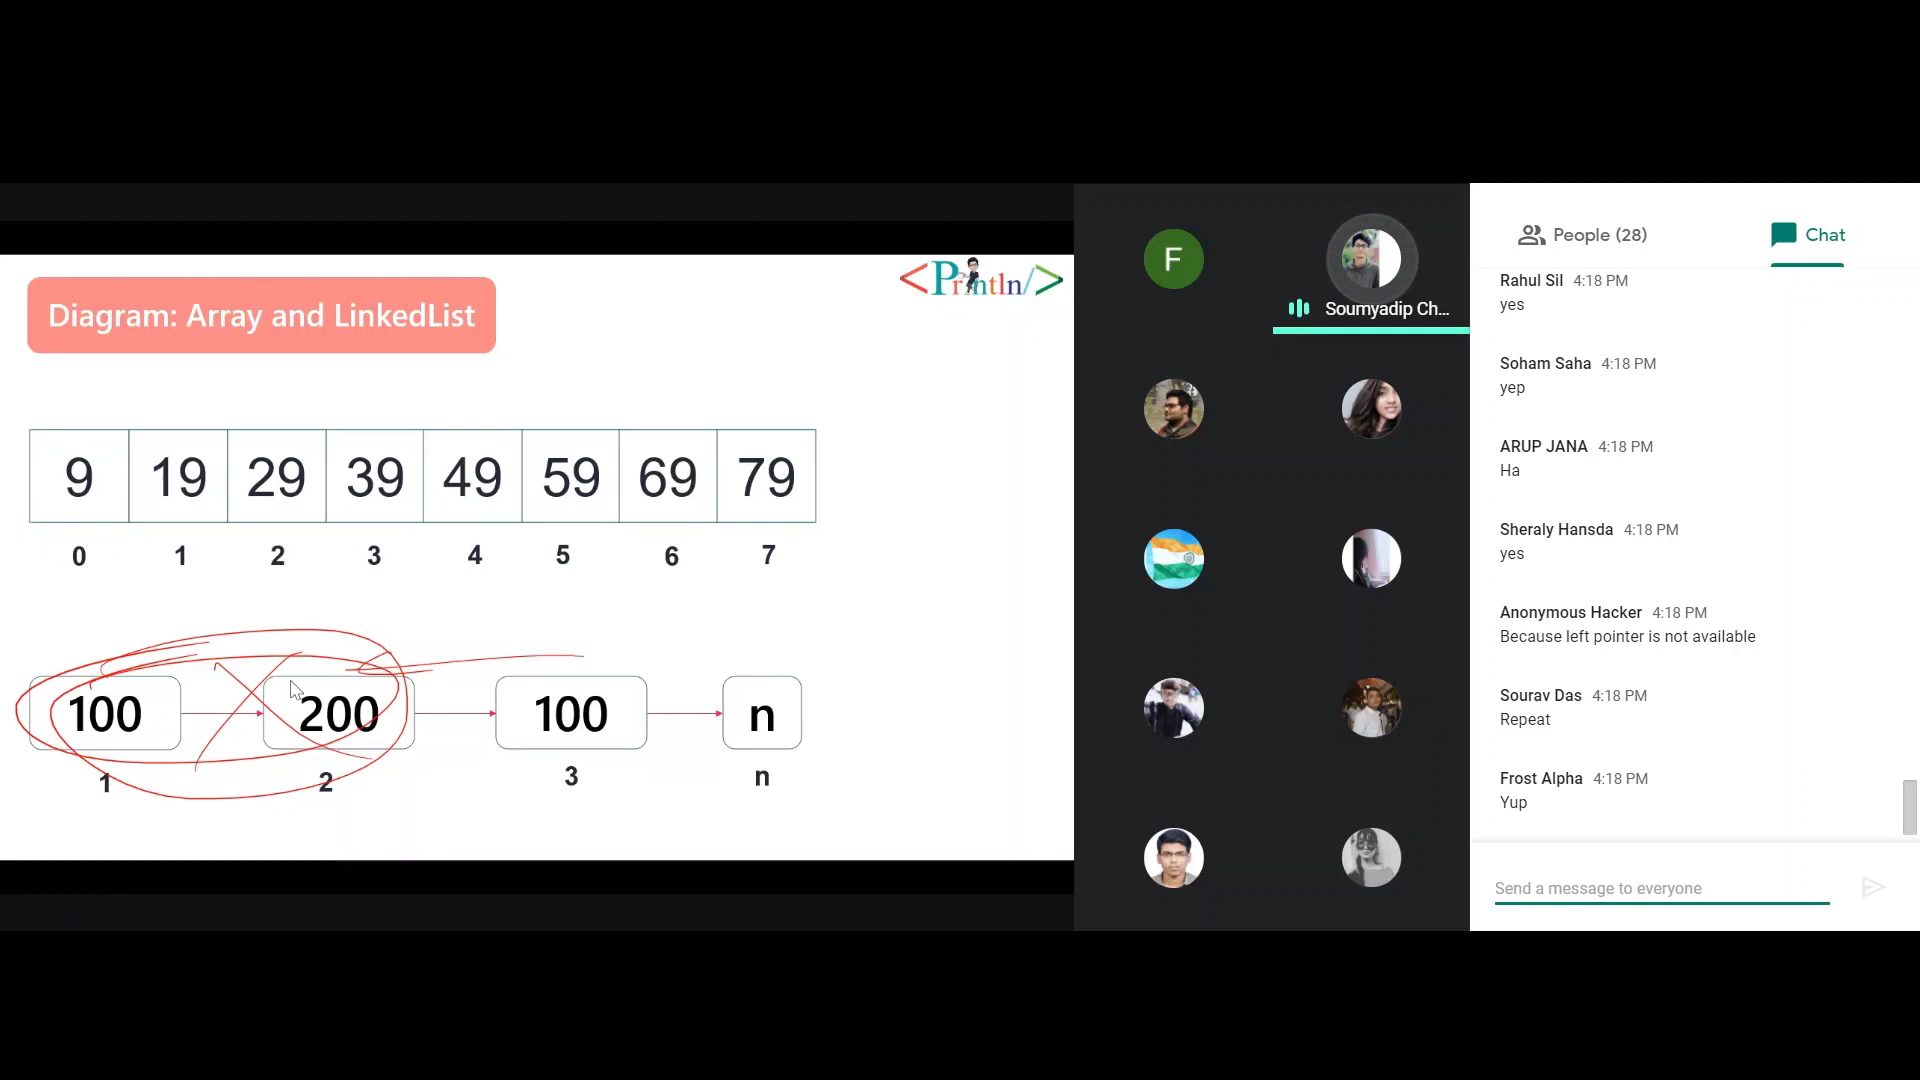 <Println/>
Diagram: Array and LinkedList
9 19 29 39 49 59 69 79
0 1 2 3 4 5 6 7
100 200 100 n
1 2 3 n
F
Soumyadip Ch...
People (28)
Chat
Rahul Sil 4:18 PM
yes
Soham Saha 4:18 PM
yep
ARUP JANA 4:18 PM
Ha
Sheraly Hansda 4:18 PM
yes
Anonymous Hacker 4:18 PM
Because left pointer is not available
Sourav Das 4:18 PM
Repeat
Frost Alpha 4:18 PM
Yup
Send a message to everyone